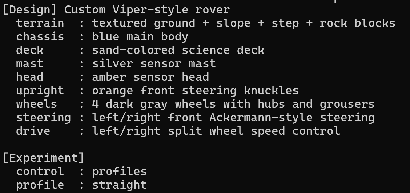 [Design] Custom Viper-style rover
terrain : textured ground + slope + step + rock blocks
chassis : blue main body
deck : sand-colored science deck
mast : silver sensor mast
head : amber sensor head
upright : orange front steering knuckles
wheels : 4 dark gray wheels with hubs and grousers
steering : left/right front Ackermann-style steering
drive : left/right split wheel speed control
[Experiment]
control : profiles
profile : straight